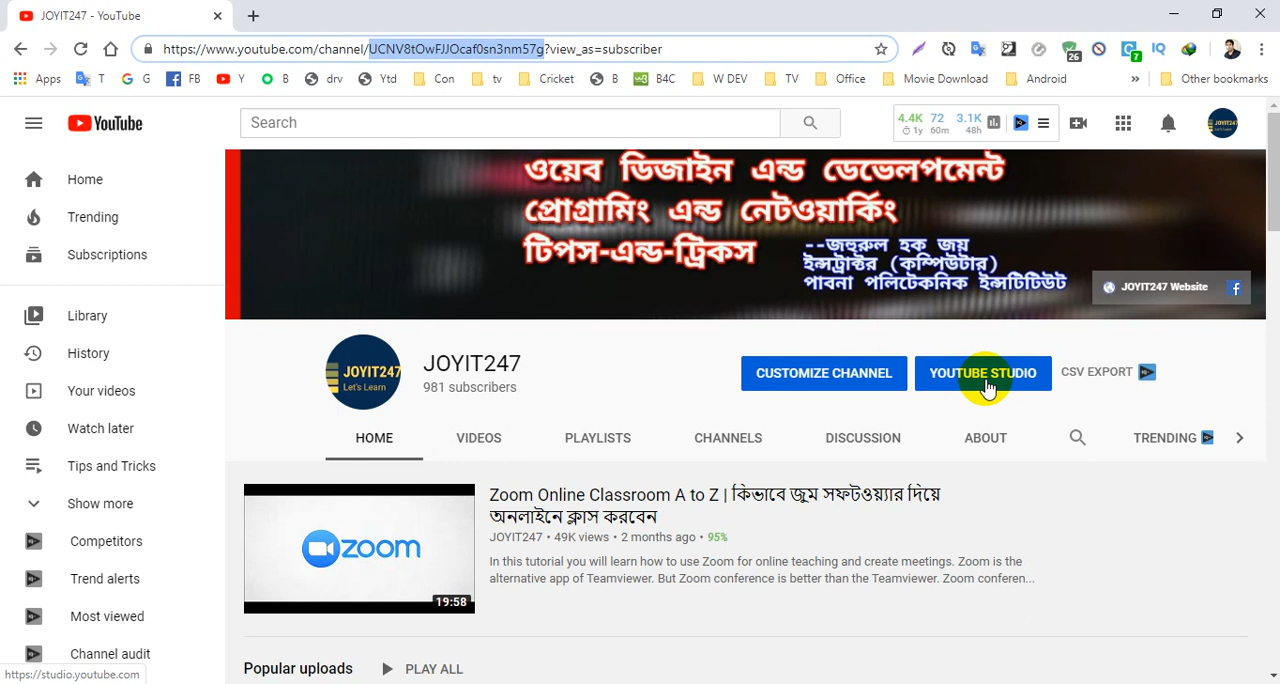 JOYIT247 - YouTube
https://www.youtube.com/channel/UCNV8tOwFJJOcaf0sn3nm57g?view_as=subscriber
26
7
IQ
Apps T G FB Y B drv Ytd Con tv Cricket B B4C W DEV TV Office Movie Download Android » Other bookmarks
YouTube
Search
4.4K 72 3.1K
1y 60m 48h
JOYIT247
Home
Trending
Subscriptions
Library
History
Your videos
Watch later
Tips and Tricks
Show more
Competitors
Trend alerts
Most viewed
Channel audit
https://studio.youtube.com
ওয়েব ডিজাইন এন্ড ডেভেলপমেন্ট
প্রোগ্রামিং এন্ড নেটওয়ার্কিং
টিপস-এন্ড-ট্রিকস
--জহুরুল হক জয়
ইন্সট্রাক্টর (কম্পিউটার)
পাবনা পলিটেকনিক ইন্সটিটিউট
JOYIT247 Website
JOYIT247
Let's Learn
JOYIT247
981 subscribers
CUSTOMIZE CHANNEL
YOUTUBE STUDIO
CSV EXPORT
HOME VIDEOS PLAYLISTS CHANNELS DISCUSSION ABOUT TRENDING
zoom
19:58
Zoom Online Classroom A to Z | কিভাবে জুম সফটওয়্যার দিয়ে
অনলাইনে ক্লাস করবেন
JOYIT247 • 49K views • 2 months ago • 95%
In this tutorial you will learn how to use Zoom for online teaching and create meetings. Zoom is the
alternative app of Teamviewer. But Zoom conference is better than the Teamviewer. Zoom conferen...
Popular uploads PLAY ALL